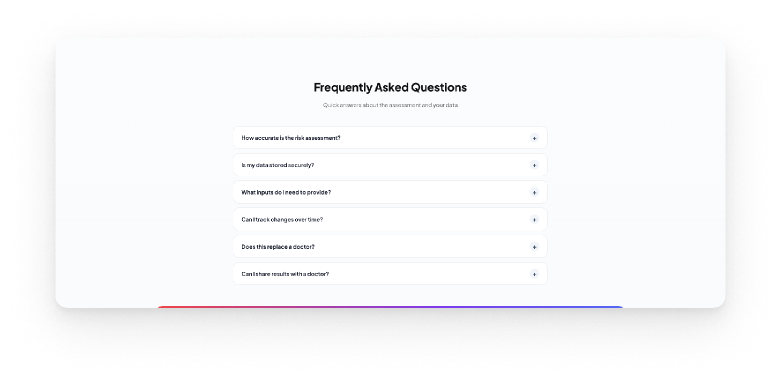 Frequently Asked Questions
Quick answers about the assessment and your data
How accurate is the risk assessment?
+
Is my data stored securely?
+
What inputs do I need to provide?
+
Can I track changes over time?
+
Does this replace a doctor?
+
Can I share results with a doctor?
+